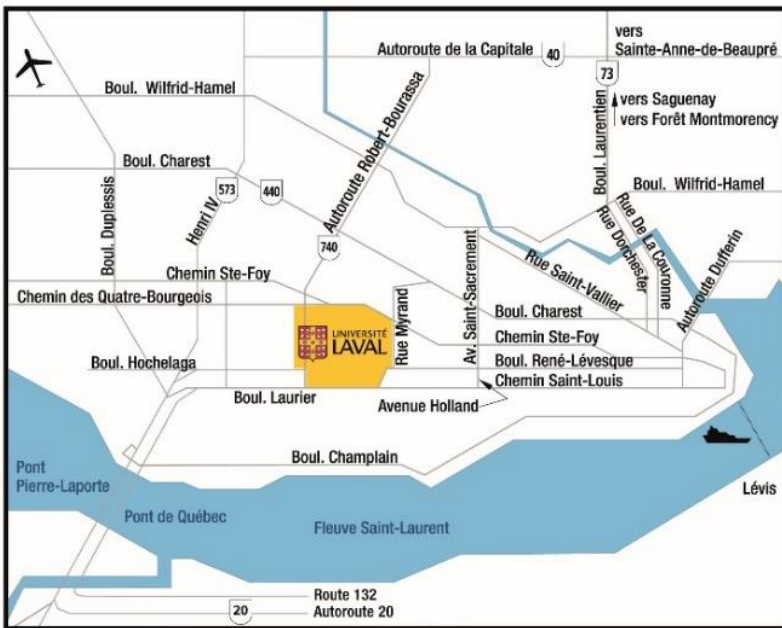 vers
Sainte-Anne-de-Beaupré
Autoroute de la Capitale
40
73
vers Saguenay
vers Forêt Montmorency
Boul. Wilfrid-Hamel
Boul. Laurentien
Autoroute Robert-Bourassa
Boul. Charest
573
440
Boul. Wilfrid-Hamel
Boul. Duplessis
Henri IV
740
Rue De La Couronne
Rue Dorchester
Rue Saint-Vallier
Autoroute Dufferin
Av. Saint-Sacrement
Chemin Ste-Foy
Chemin des Quatre-Bourgeois
UNIVERSITÉ
LAVAL
Rue Myrand
Boul. Charest
Chemin Ste-Foy
Boul. Hochelaga
Boul. René-Lévesque
Chemin Saint-Louis
Boul. Laurier
Avenue Holland
Boul. Champlain
Pont
Pierre-Laporte
Pont de Québec
Fleuve Saint-Laurent
Lévis
Route 132
20
Autoroute 20